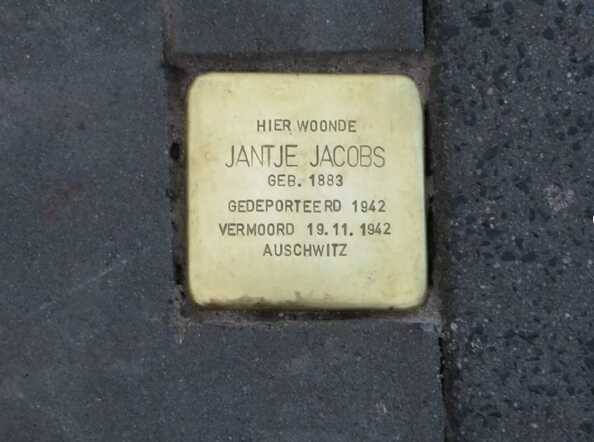 HIER WOONDE
JANTJE JACOBS
GEB. 1883
GEDEPORTEERD 1942
VERMOORD 19.11.1942
AUSCHWITZ